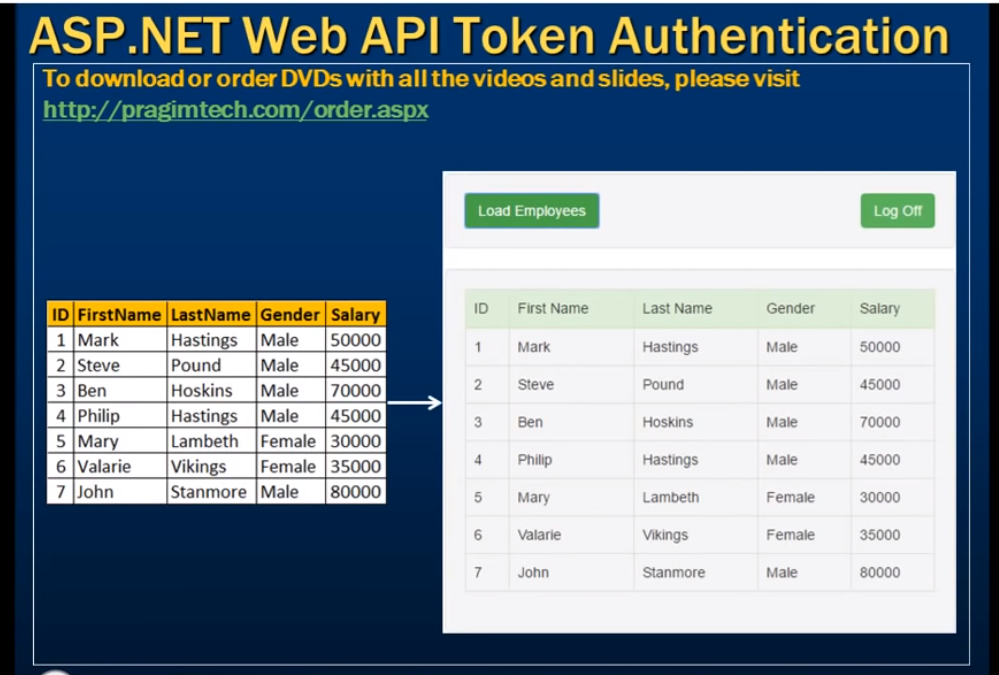 ASP.NET Web API Token Authentication
To download or order DVDs with all the videos and slides, please visit
http://pragimtech.com/order.aspx
ID FirstName LastName Gender Salary
1 Mark Hastings Male 50000
2 Steve Pound Male 45000
3 Ben Hoskins Male 70000
4 Philip Hastings Male 45000
5 Mary Lambeth Female 30000
6 Valarie Vikings Female 35000
7 John Stanmore Male 80000
Load Employees Log Off
ID First Name Last Name Gender Salary
1 Mark Hastings Male 50000
2 Steve Pound Male 45000
3 Ben Hoskins Male 70000
4 Philip Hastings Male 45000
5 Mary Lambeth Female 30000
6 Valarie Vikings Female 35000
7 John Stanmore Male 80000